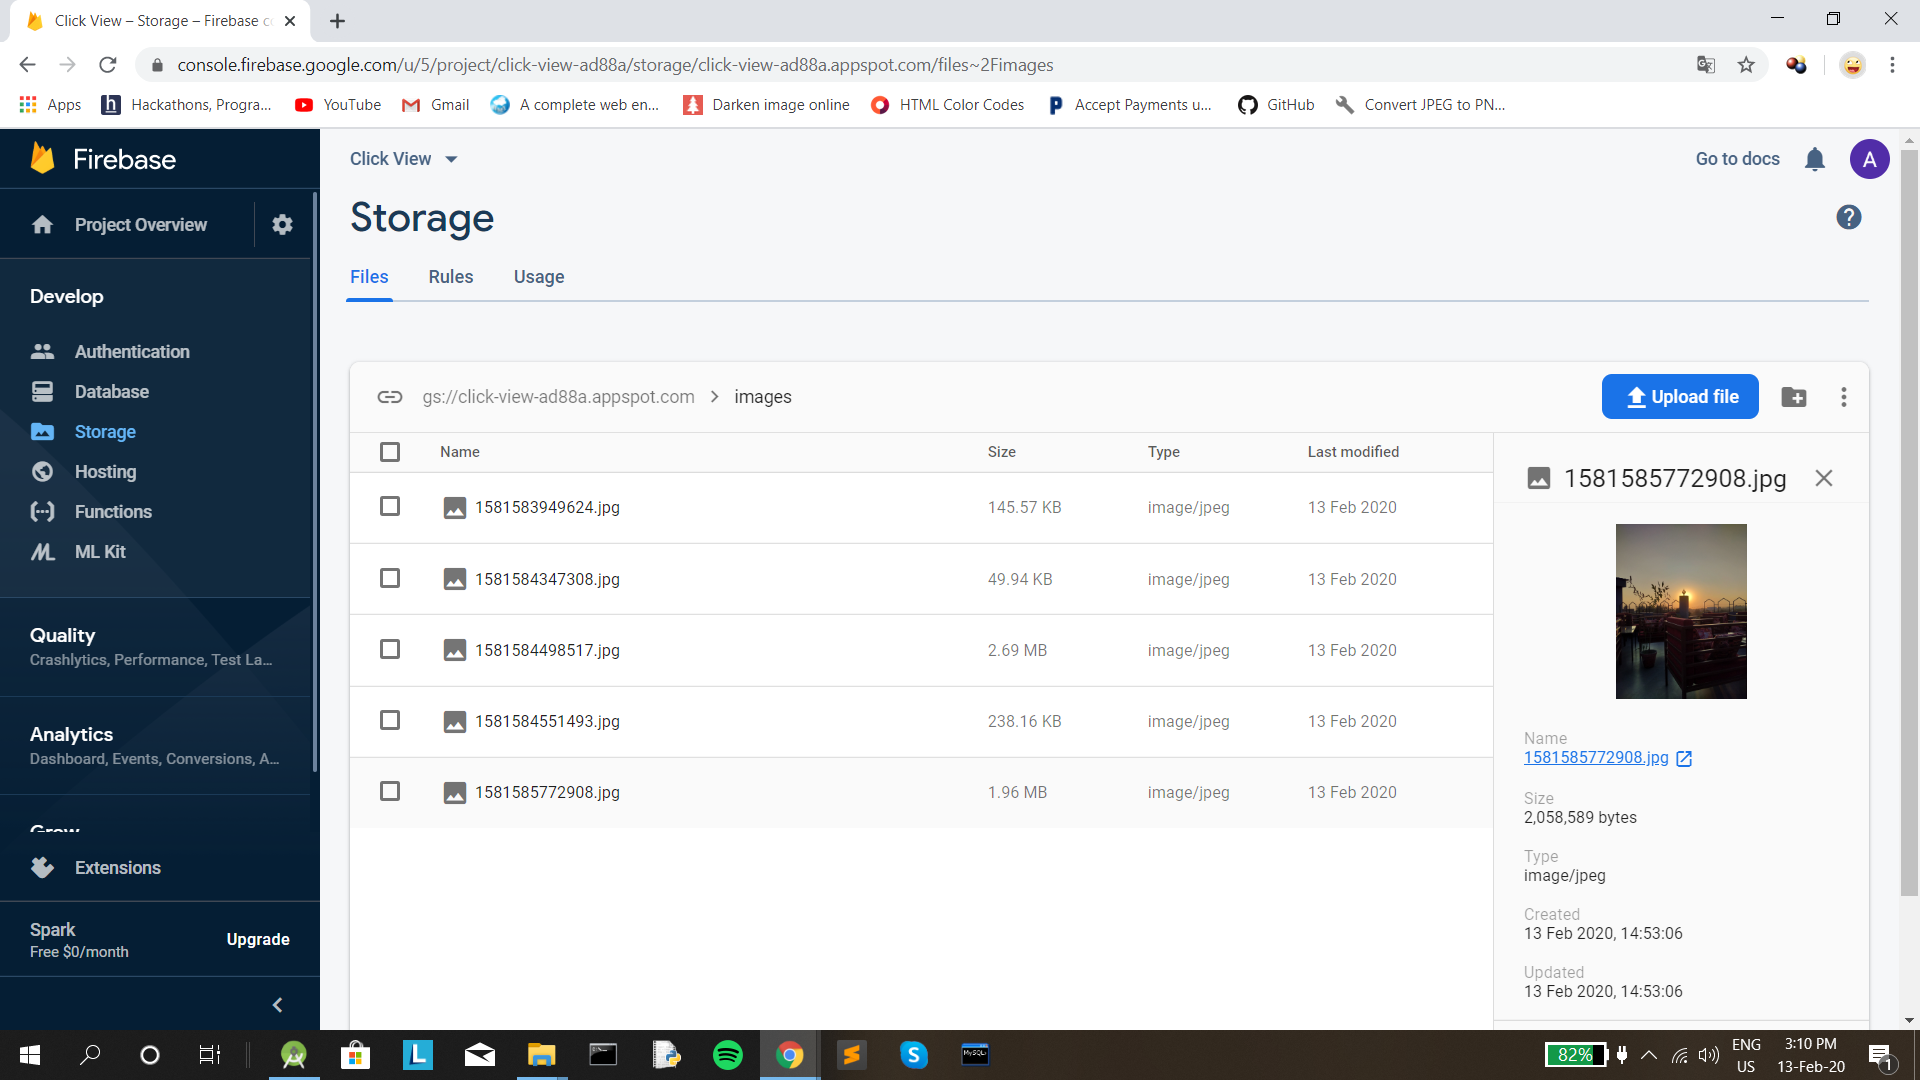 Click View – Storage – Firebase co
console.firebase.google.com/u/5/project/click-view-ad88a/storage/click-view-ad88a.appspot.com/files~2Fimages
Apps
Hackathons, Progra...
YouTube
Gmail
A complete web en...
Darken image online
HTML Color Codes
Accept Payments u...
GitHub
Convert JPEG to PN...
Firebase
Click View
Go to docs
A
Project Overview
Storage
Files
Rules
Usage
Develop
Authentication
Database
Storage
Hosting
Functions
ML Kit
Quality
Crashlytics, Performance, Test La...
Analytics
Dashboard, Events, Conversions, A...
Grow
Extensions
Spark
Free $0/month
Upgrade
gs://click-view-ad88a.appspot.com > images
Upload file
Name Size Type Last modified
1581583949624.jpg 145.57 KB image/jpeg 13 Feb 2020
1581584347308.jpg 49.94 KB image/jpeg 13 Feb 2020
1581584498517.jpg 2.69 MB image/jpeg 13 Feb 2020
1581584551493.jpg 238.16 KB image/jpeg 13 Feb 2020
1581585772908.jpg 1.96 MB image/jpeg 13 Feb 2020
1581585772908.jpg
Name
1581585772908.jpg
Size
2,058,589 bytes
Type
image/jpeg
Created
13 Feb 2020, 14:53:06
Updated
13 Feb 2020, 14:53:06
82%
ENG
US
3:10 PM
13-Feb-20
1